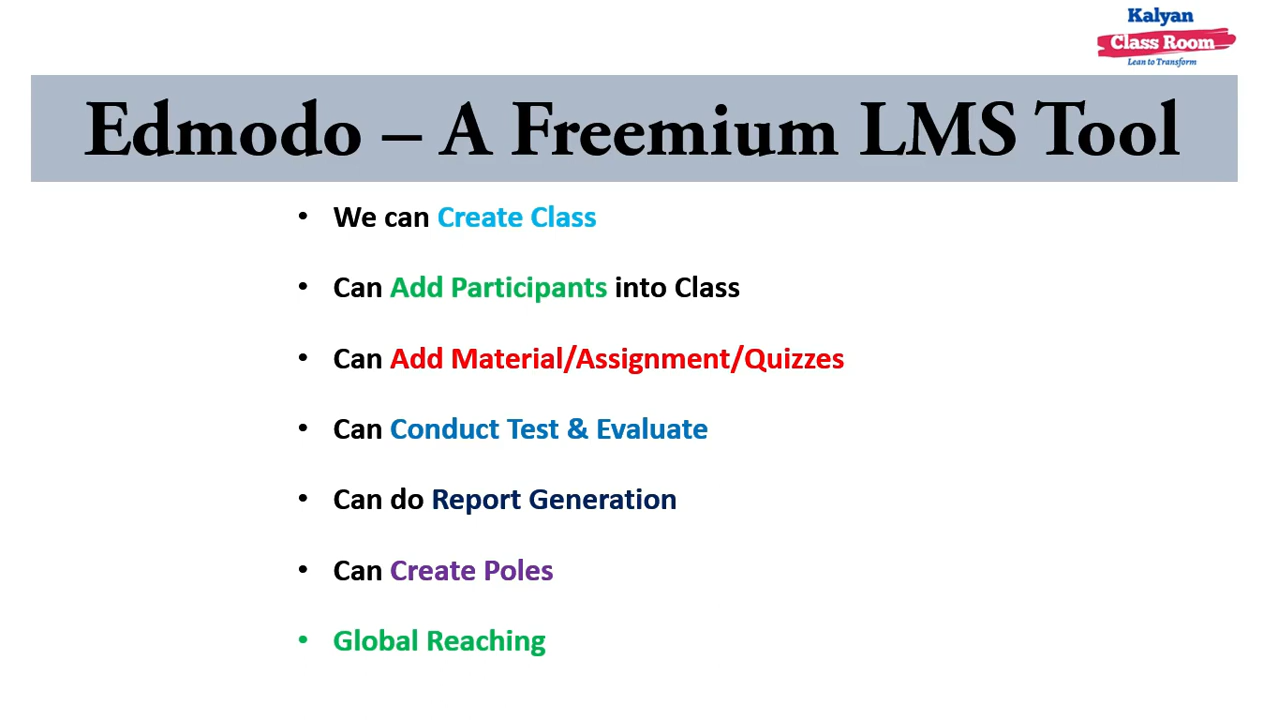 Kalyan
Class Room
Lean to Transform
Edmodo – A Freemium LMS Tool
• We can Create Class
• Can Add Participants into Class
• Can Add Material/Assignment/Quizzes
• Can Conduct Test & Evaluate
• Can do Report Generation
• Can Create Poles
• Global Reaching